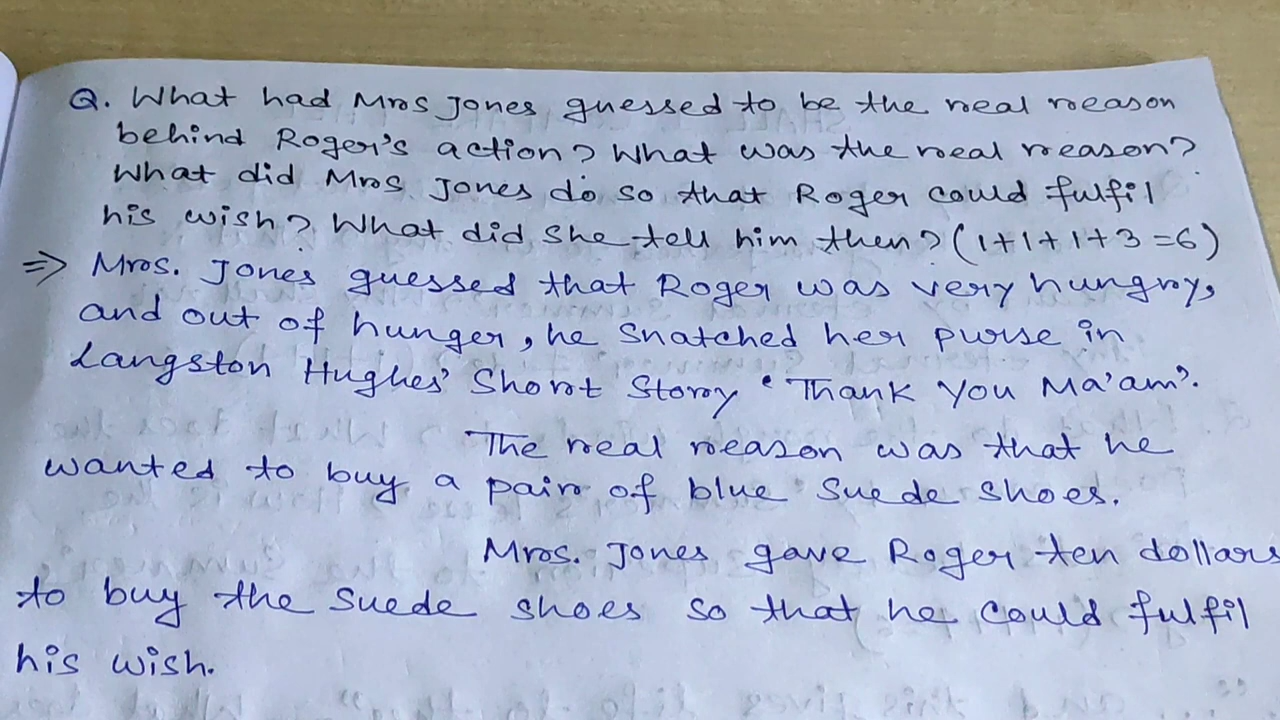 Q. What had Mrs Jones guessed to be the real reason
behind Roger's action? What was the real reason?
What did Mrs Jones do so that Roger could fulfil
his wish? What did she tell him then? (1+1+1+3=6)
⇒ Mrs. Jones guessed that Roger was very hungry,
and out of hunger, he snatched her purse in
Langston Hughes' Short Story 'Thank You Ma'am'.
The real reason was that he
wanted to buy a pair of blue suede shoes.
Mrs. Jones gave Roger ten dollars
to buy the suede shoes so that he could fulfil
his wish.